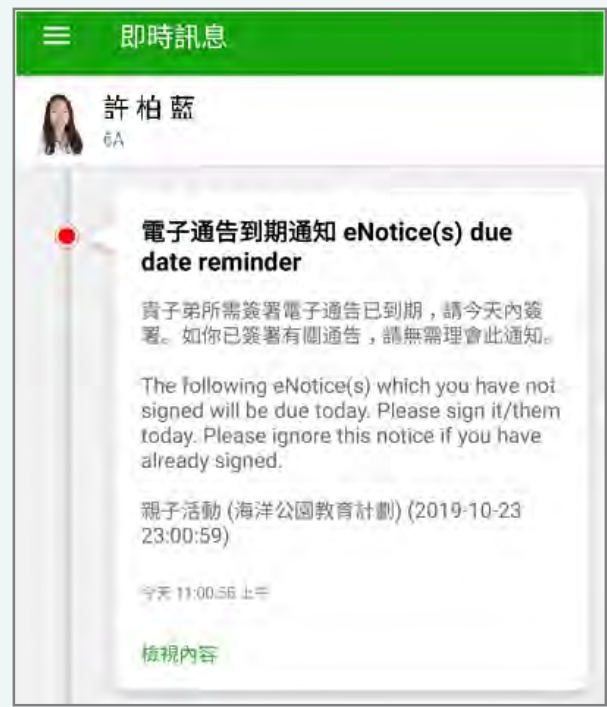 即時訊息
許柏藍
6A
電子通告到期通知 eNotice(s) due
date reminder
貴子弟所需簽署電子通告已到期，請今天內簽
署。如你已簽署有關通告，請無需理會此通知。
The following eNotice(s) which you have not
signed will be due today. Please sign it/them
today. Please ignore this notice if you have
already signed.
親子活動 (海洋公園教育計劃) (2019-10-23
23:00:59)
今天 11:00:56 上午
檢視內容